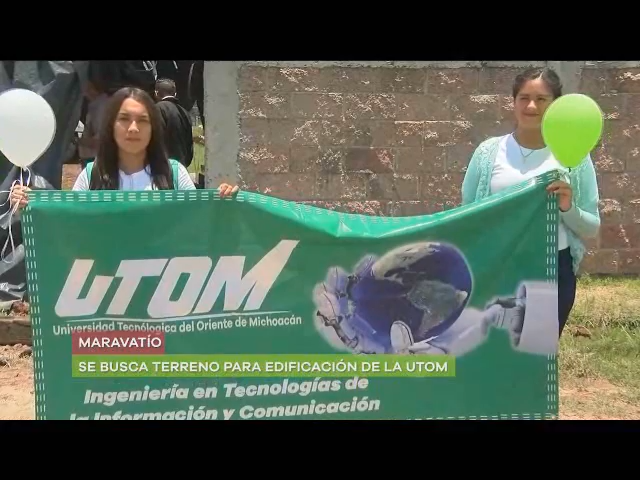 UTOM
Universidad Tecnológica del Oriente de Michoacán
MARAVATÍO
SE BUSCA TERRENO PARA EDIFICACIÓN DE LA UTOM
Ingeniería en Tecnologías de
la Información y Comunicación